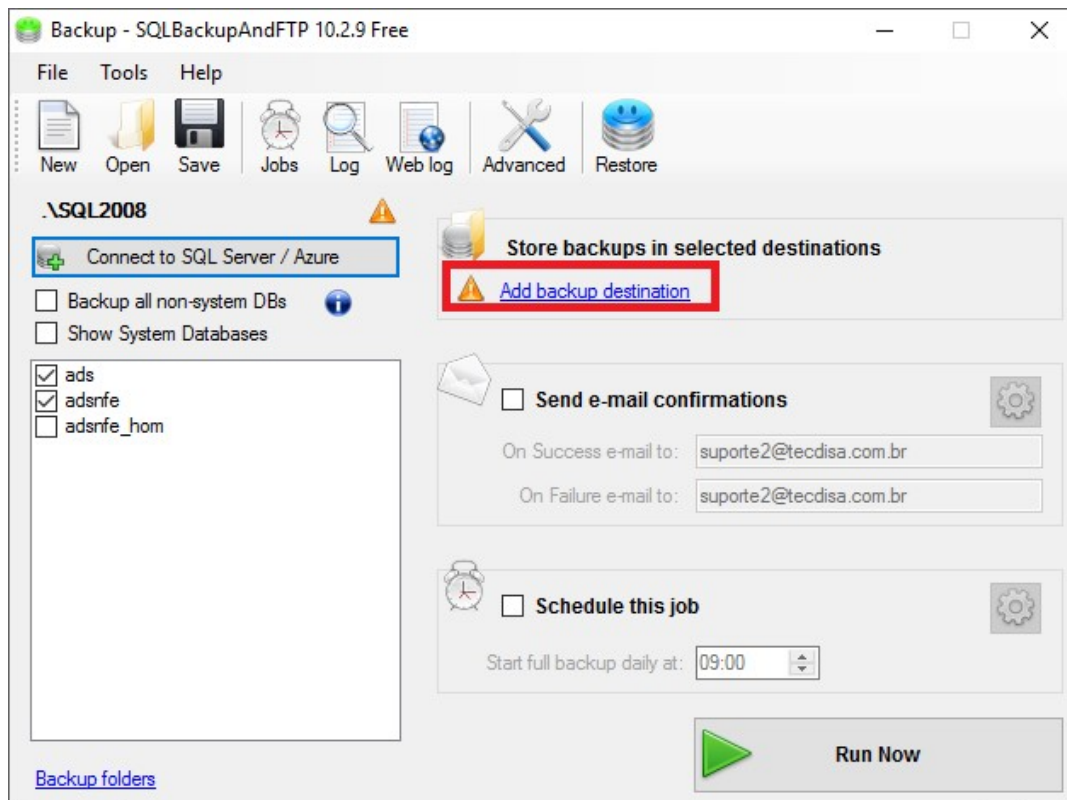 Backup - SQLBackupAndFTP 10.2.9 Free
File Tools Help
New Open Save Jobs Log Web log Advanced Restore
.\SQL2008
Connect to SQL Server / Azure
Backup all non-system DBs
Show System Databases
ads
adsnfe
adsnfe_hom
Backup folders
Store backups in selected destinations
Add backup destination
Send e-mail confirmations
On Success e-mail to: suporte2@tecdisa.com.br
On Failure e-mail to: suporte2@tecdisa.com.br
Schedule this job
Start full backup daily at: 09:00
Run Now